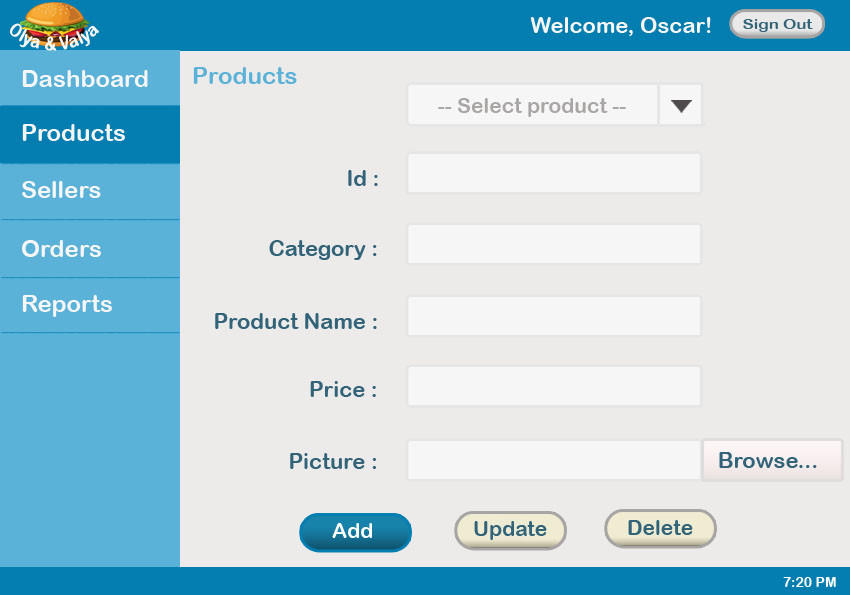 Olya & Valya
Welcome, Oscar!
Sign Out
Dashboard
Products
Sellers
Orders
Reports
Products
-- Select product --
Id :
Category :
Product Name :
Price :
Picture :
Browse...
Add
Update
Delete
7:20 PM